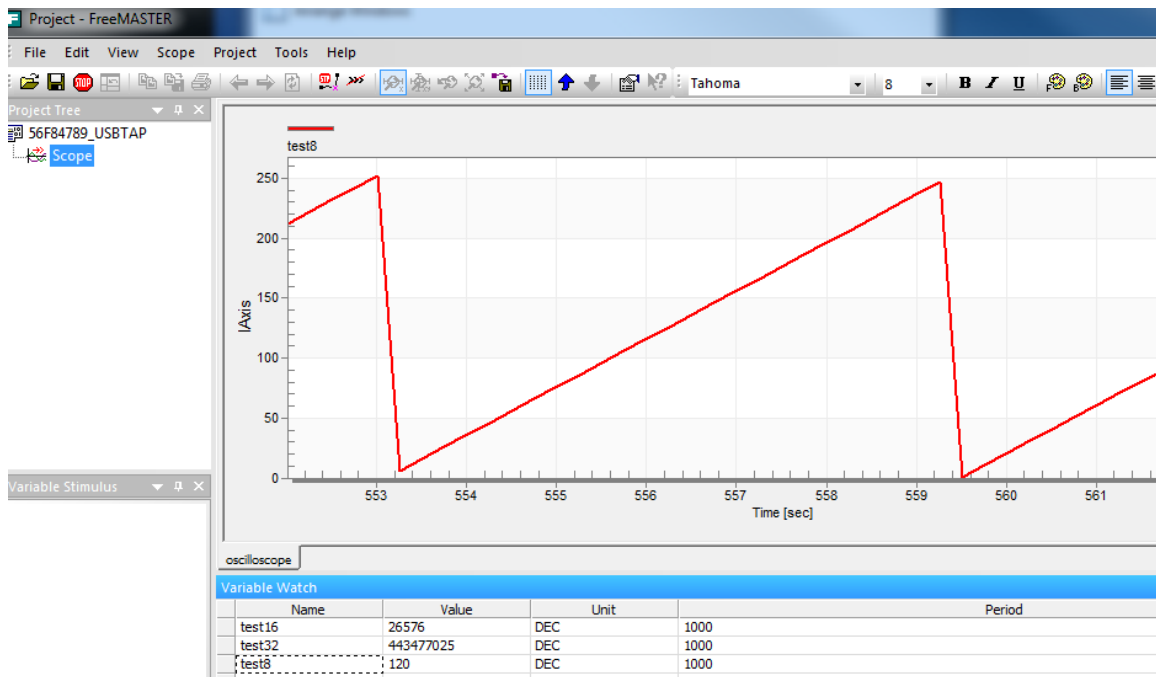 Project - FreeMASTER
File Edit View Scope Project Tools Help
Tahoma 8 B I U
Project Tree
56F84789_USBTAP
Scope
test8
250
200
150
100
50
0
IAxis
553 554 555 556 557 558 559 560 561
Time [sec]
Variable Stimulus
oscilloscope
Variable Watch
Name Value Unit Period
test16 26576 DEC 1000
test32 443477025 DEC 1000
test8 120 DEC 1000